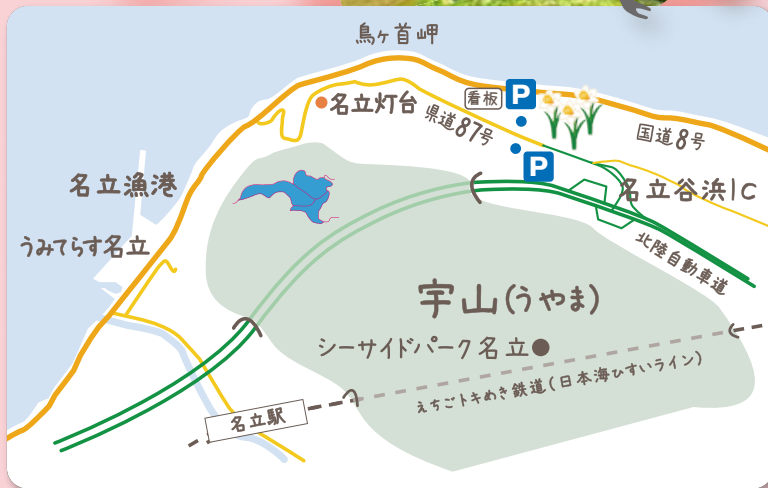 鳥ヶ首岬
看板
P
名立灯台
県道87号
国道8号
P
名立漁港
名立谷浜IC
うみてらす名立
北陸自動車道
宇山(うやま)
シーサイドパーク名立
えちごトキめき鉄道(日本海ひすいライン)
名立駅